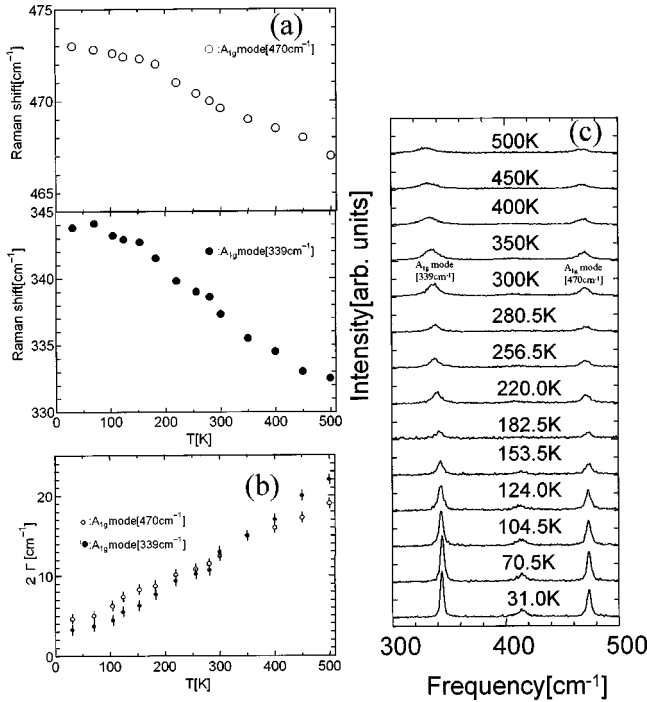 (a)
475
470
465
Raman shift[cm⁻¹]
○ :A₁g mode[470cm⁻¹]
345
340
335
330
Raman shift[cm⁻¹]
● :A₁g mode[339cm⁻¹]
0 100 200 300 400 500
T[K]
(b)
20
10
0
2 Γ [cm⁻¹]
:A₁g mode[470cm⁻¹]
:A₁g mode[339cm⁻¹]
0 100 200 300 400 500
T[K]
(c)
Intensity[arb. units]
500K
450K
400K
350K
A₁g mode
[339cm⁻¹]
A₁g mode
[470cm⁻¹]
300K
280.5K
256.5K
220.0K
182.5K
153.5K
124.0K
104.5K
70.5K
31.0K
300 400 500
Frequency[cm⁻¹]